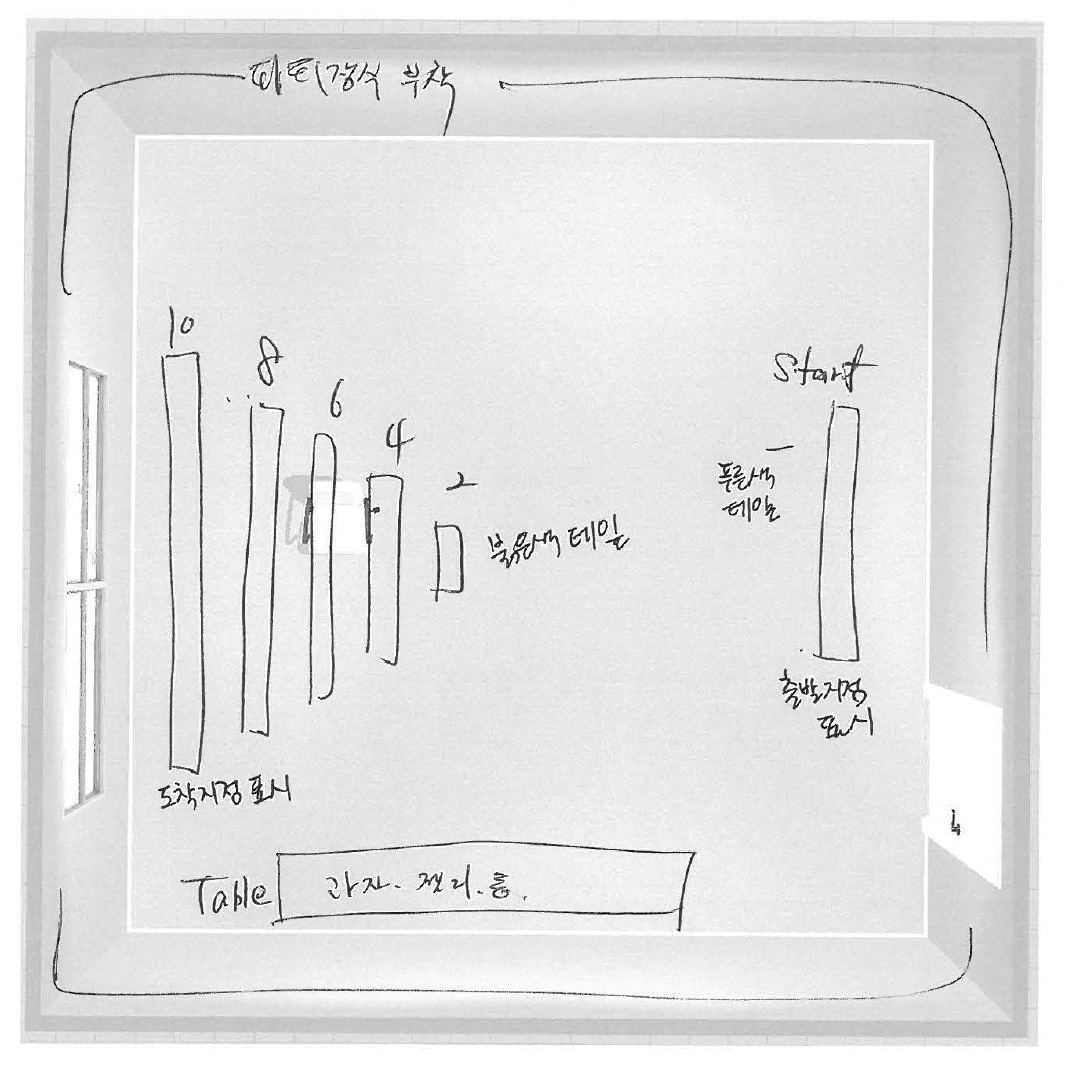 파티장식 부착
10
8
6
4
2
Start
푸른색
테이프
붉은색 테이프
출발지점
표시
도착지점 표시
Table
과자. 젤리. 등.